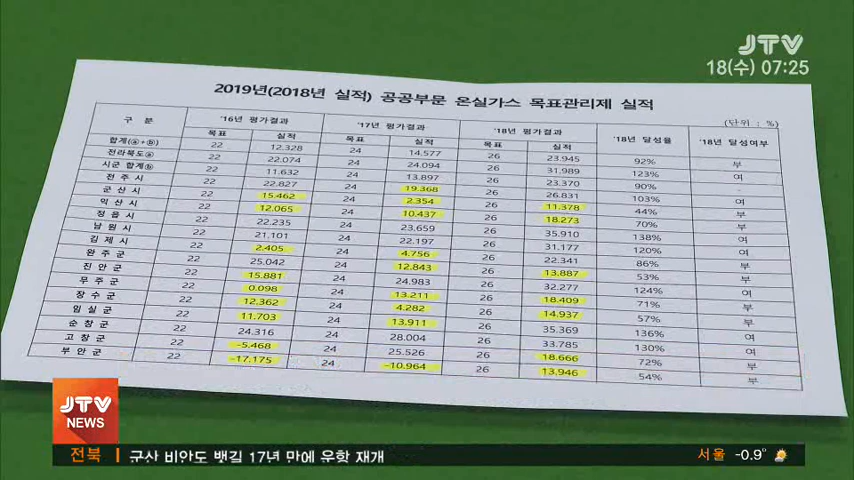 JTV
18(수) 07:25
2019년(2018년 실적) 공공부문 온실가스 목표관리제 실적
(단위 : %)
구 분 '16년 평가결과 '17년 평가결과 '18년 평가결과 '18년 달성률 '18년 달성여부
목표 실적 목표 실적 목표 실적
합계(ⓐ+ⓑ) 22 12.328 24 14.577 26 23.945 92% 부
전라북도ⓐ 22 22.074 24 24.094 26 31.989 123% 여
시군 합계ⓑ 22 11.632 24 13.897 26 23.370 90% -
전 주 시 22 22.827 24 19.368 26 26.831 103% 여
군 산 시 22 15.462 24 2.354 26 11.378 44% 부
익 산 시 22 12.065 24 10.437 26 18.273 70% 부
정 읍 시 22 22.235 24 23.659 26 35.910 138% 여
남 원 시 22 21.101 24 22.197 26 31.177 120% 여
김 제 시 22 2.405 24 4.756 26 22.341 86% 부
완 주 군 22 25.042 24 12.843 26 13.887 53% 부
진 안 군 22 15.881 24 24.983 26 32.277 124% 여
무 주 군 22 0.098 24 13.211 26 18.409 71% 부
장 수 군 22 12.362 24 4.282 26 14.937 57% 부
임 실 군 22 11.703 24 13.911 26 35.369 136% 여
순 창 군 22 24.316 24 28.004 26 33.785 130% 여
고 창 군 22 -5.468 24 25.526 26 18.666 72% 부
부 안 군 22 -17.175 24 -10.964 26 13.946 54% 부
JTV
NEWS
전북 군산 비안도 뱃길 17년 만에 운항 재개
서울 -0.9°